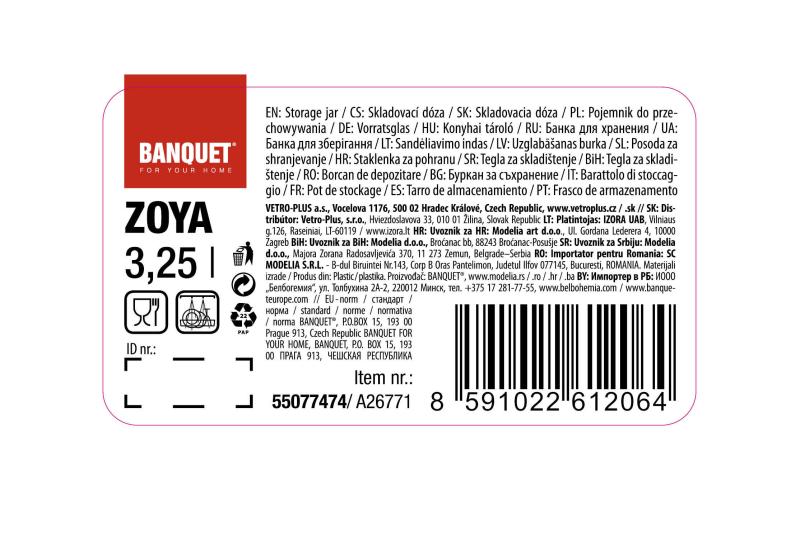 BANQUET®
FOR YOUR HOME
ZOYA
3,25 l
22
PAP
ID nr.:
EN: Storage jar / CS: Skladovací dóza / SK: Skladovacia dóza / PL: Pojemnik do prze-
chowywania / DE: Vorratsglas / HU: Konyhai tároló / RU: Банка для хранения / UA:
Банка для зберігання / LT: Sandėliavimo indas / LV: Uzglabāšanas burka / SL: Posoda za
shranjevanje / HR: Staklenka za pohranu / SR: Tegla za skladištenje / BiH: Tegla za skladi-
štenje / RO: Borcan de depozitare / BG: Буркан за съхранение / IT: Barattolo di stoccag-
gio / FR: Pot de stockage / ES: Tarro de almacenamiento / PT: Frasco de armazenamento
VETRO-PLUS a.s., Vocelova 1176, 500 02 Hradec Králové, Czech Republic, www.vetroplus.cz / .sk // SK: Dis-
tribútor: Vetro-Plus, s.r.o., Hviezdoslavova 33, 010 01 Žilina, Slovak Republic LT: Platintojas: IZORA UAB, Vilniaus
g.126, Raseiniai, LT-60119 / www.izora.lt HR: Uvoznik za HR: Modelia art d.o.o., Ul. Gordana Lederera 4, 10000
Zagreb BiH: Uvoznik za BiH: Modelia d.o.o., Broćanac bb, 88243 Broćanac-Posušje SR: Uvoznik za Srbiju: Modelia
d.o.o., Majora Zorana Radosavljevića 370, 11 273 Zemun, Belgrade–Serbia RO: Importator pentru Romania: SC
MODELIA S.R.L. - B-dul Biruintei Nr.143, Corp B Oras Pantelimon, Judetul Ilfov 077145, Bucuresti, ROMANIA. Materijali
izrade / Produs din: Plastic / plastika. Proizvođač: BANQUET®, www.modelia.rs / .ro / .hr / .ba BY: Импортер в РБ: ИООО
„Белбогемия“, ул. Толбухина 2А-2, 220012 Минск, тел. +375 17 281-77-55, www.belbohemia.com / www.banque-
teurope.com // EU - norm / стандарт /
норма / standard / norme / normativa
/ norma BANQUET®, P.O.BOX 15, 193 00
Prague 913, Czech Republic BANQUET FOR
YOUR HOME, BANQUET, P.O. BOX 15, 193
00 ПРАГА 913, ЧЕШСКАЯ РЕСПУБЛИКА
Item nr.:
55077474/ A26771
8 591022 612064